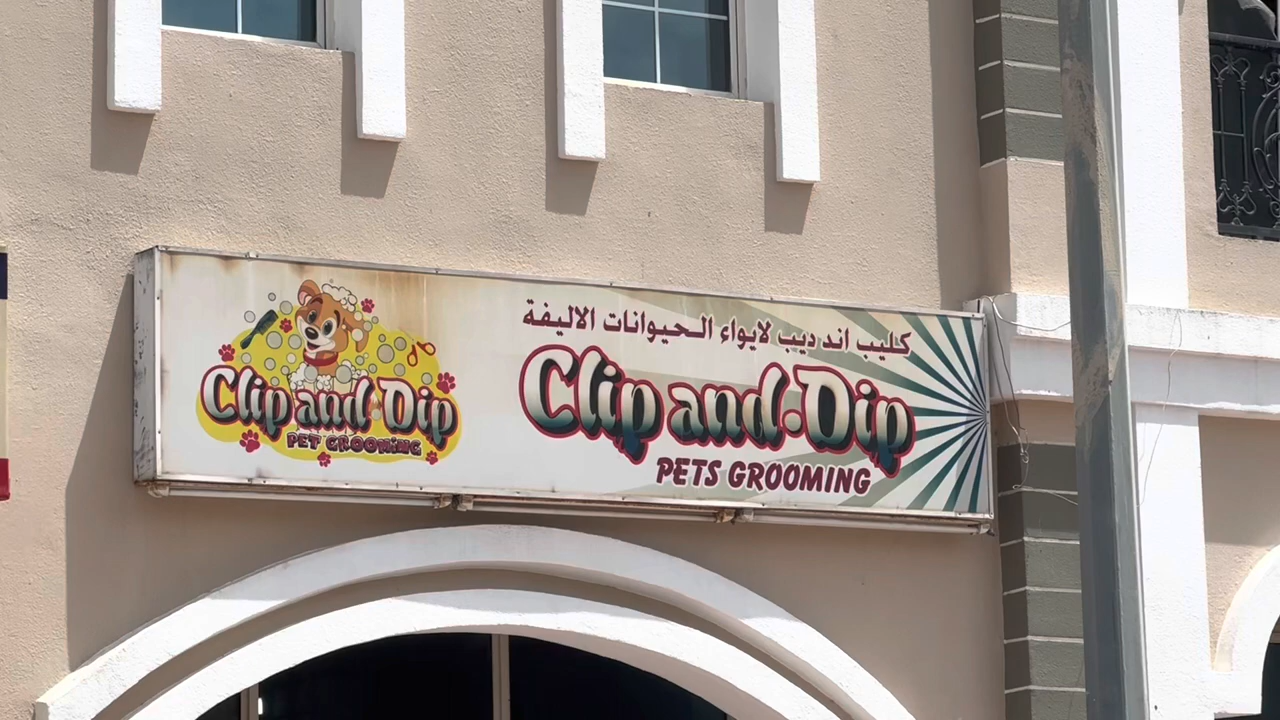 Clip and Dip
PET GROOMING
كليب اند ديب لايواء الحيوانات الاليفة
Clip and Dip
PETS GROOMING